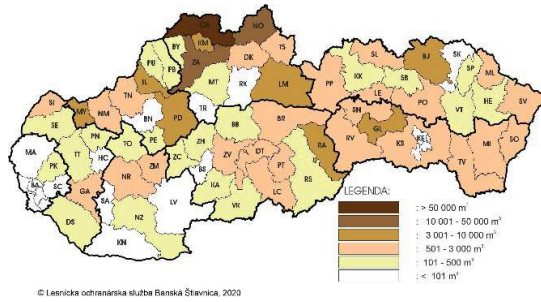 CA
NO
KM
BY
ZA
DK
TS
PU
PB
MT
RK
LM
IL
TR
PP
KK
SL
LE
SB
BJ
SK
SP
ML
PO
VT
HE
SV
SI
MY
NM
TN
BN
PD
SE
PN
PE
HC
TO
ZC
ZH
BB
BR
SN
GL
RV
RA
KS
KE
MI
SO
TV
MA
PK
TT
NR
ZM
BS
ZV
DT
PT
BA
SC
GA
SA
LV
KA
VK
LC
RS
DS
NZ
KN
LEGENDA:
: > 50 000 m³
: 10 001 - 50 000 m³
: 3 001 - 10 000 m³
: 501 - 3 000 m³
: 101 - 500 m³
: < 101 m³
© Lesnícka ochranárska služba Banská Štiavnica, 2020